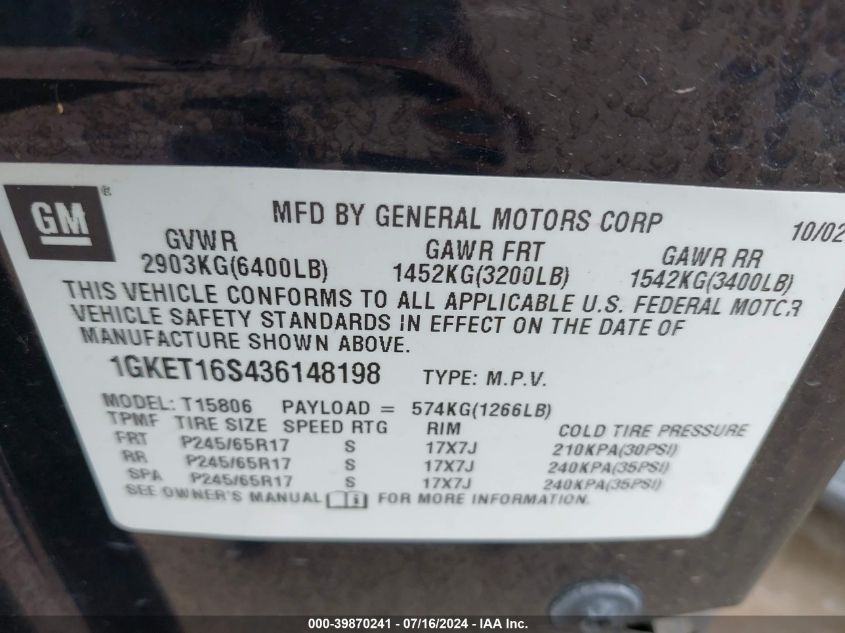 GM ®
MFD BY GENERAL MOTORS CORP 10/02
GVWR GAWR FRT GAWR RR
2903KG(6400LB) 1452KG(3200LB) 1542KG(3400LB)
THIS VEHICLE CONFORMS TO ALL APPLICABLE U.S. FEDERAL MOTOR
VEHICLE SAFETY STANDARDS IN EFFECT ON THE DATE OF
MANUFACTURE SHOWN ABOVE.
1GKET16S436148198 TYPE: M.P.V.
MODEL: T15806 PAYLOAD = 574KG(1266LB)
TPMF TIRE SIZE SPEED RTG RIM COLD TIRE PRESSURE
FRT P245/65R17 S 17X7J 210KPA(30PSI)
RR P245/65R17 S 17X7J 240KPA(35PSI)
SPA P245/65R17 S 17X7J 240KPA(35PSI)
SEE OWNER'S MANUAL FOR MORE INFORMATION.
000-39870241 - 07/16/2024 - IAA Inc.